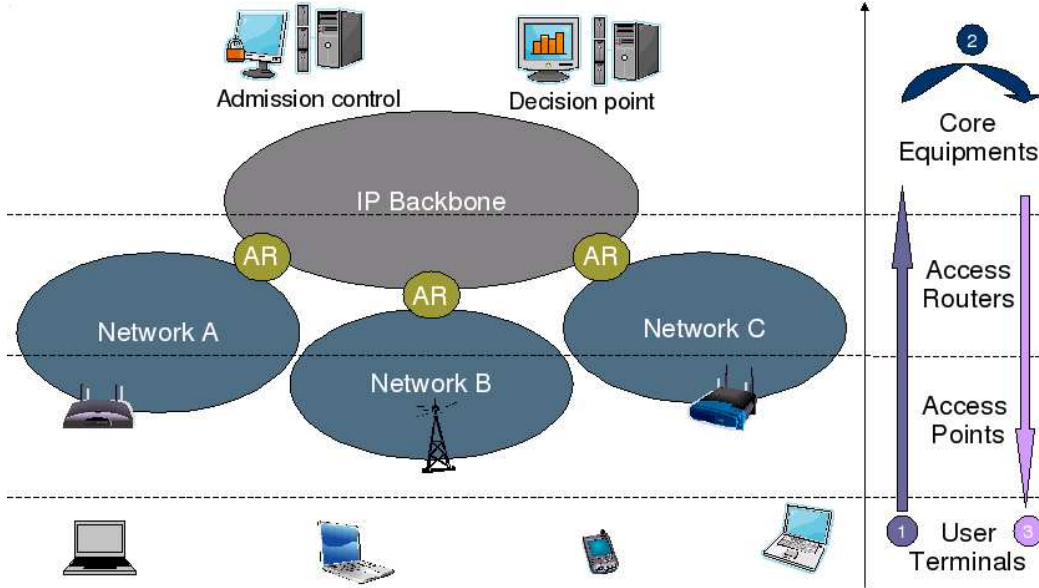 2
Admission control
Decision point
Core
Equipments
IP Backbone
AR
AR
AR
Access
Routers
Network A
Network C
Network B
Access
Points
1
User
Terminals
3